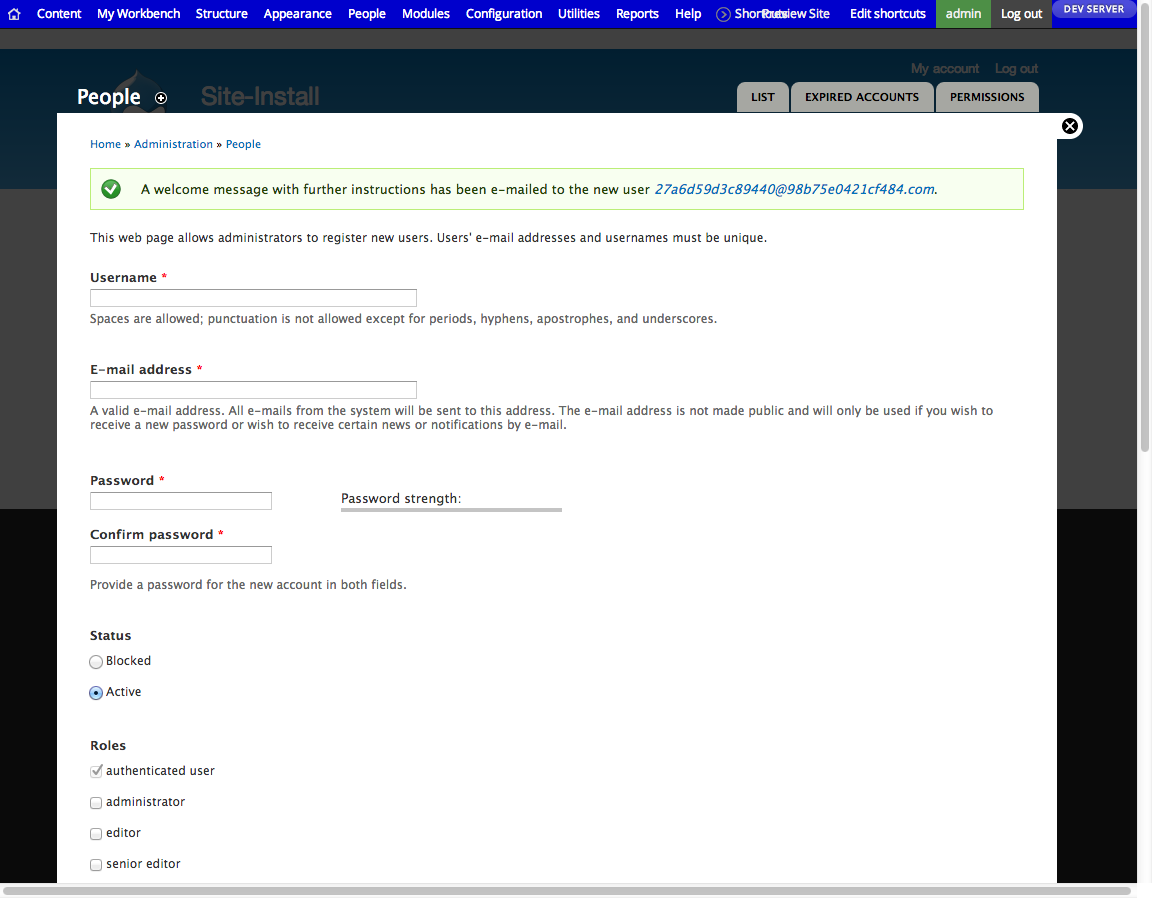 Content My Workbench Structure Appearance People Modules Configuration Utilities Reports Help Shortcuts Preview Site Edit shortcuts admin Log out DEV SERVER
My account Log out
People Site-Install LIST EXPIRED ACCOUNTS PERMISSIONS
Home » Administration » People
A welcome message with further instructions has been e-mailed to the new user 27a6d59d3c89440@98b75e0421cf484.com.
This web page allows administrators to register new users. Users' e-mail addresses and usernames must be unique.
Username *
Spaces are allowed; punctuation is not allowed except for periods, hyphens, apostrophes, and underscores.
E-mail address *
A valid e-mail address. All e-mails from the system will be sent to this address. The e-mail address is not made public and will only be used if you wish to
receive a new password or wish to receive certain news or notifications by e-mail.
Password *
Password strength:
Confirm password *
Provide a password for the new account in both fields.
Status
Blocked
Active
Roles
authenticated user
administrator
editor
senior editor